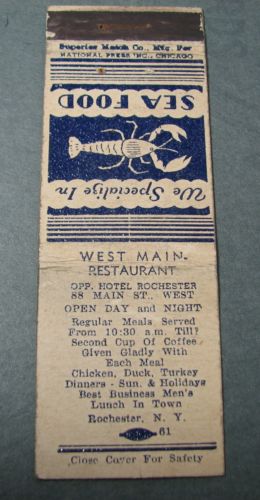 Superior Match Co., Mfg. For
NATIONAL PRESS INC., CHICAGO
We Specialize In
SEA FOOD
WEST MAIN
RESTAURANT
OPP. HOTEL ROCHESTER
88 MAIN ST., WEST
OPEN DAY and NIGHT
Regular Meals Served
From 10:30 a.m. Till?
Second Cup Of Coffee
Given Gladly With
Each Meal
Chicken, Duck, Turkey
Dinners - Sun. & Holidays
Best Business Men's
Lunch In Town
Rochester, N. Y.
61
Close Cover For Safety